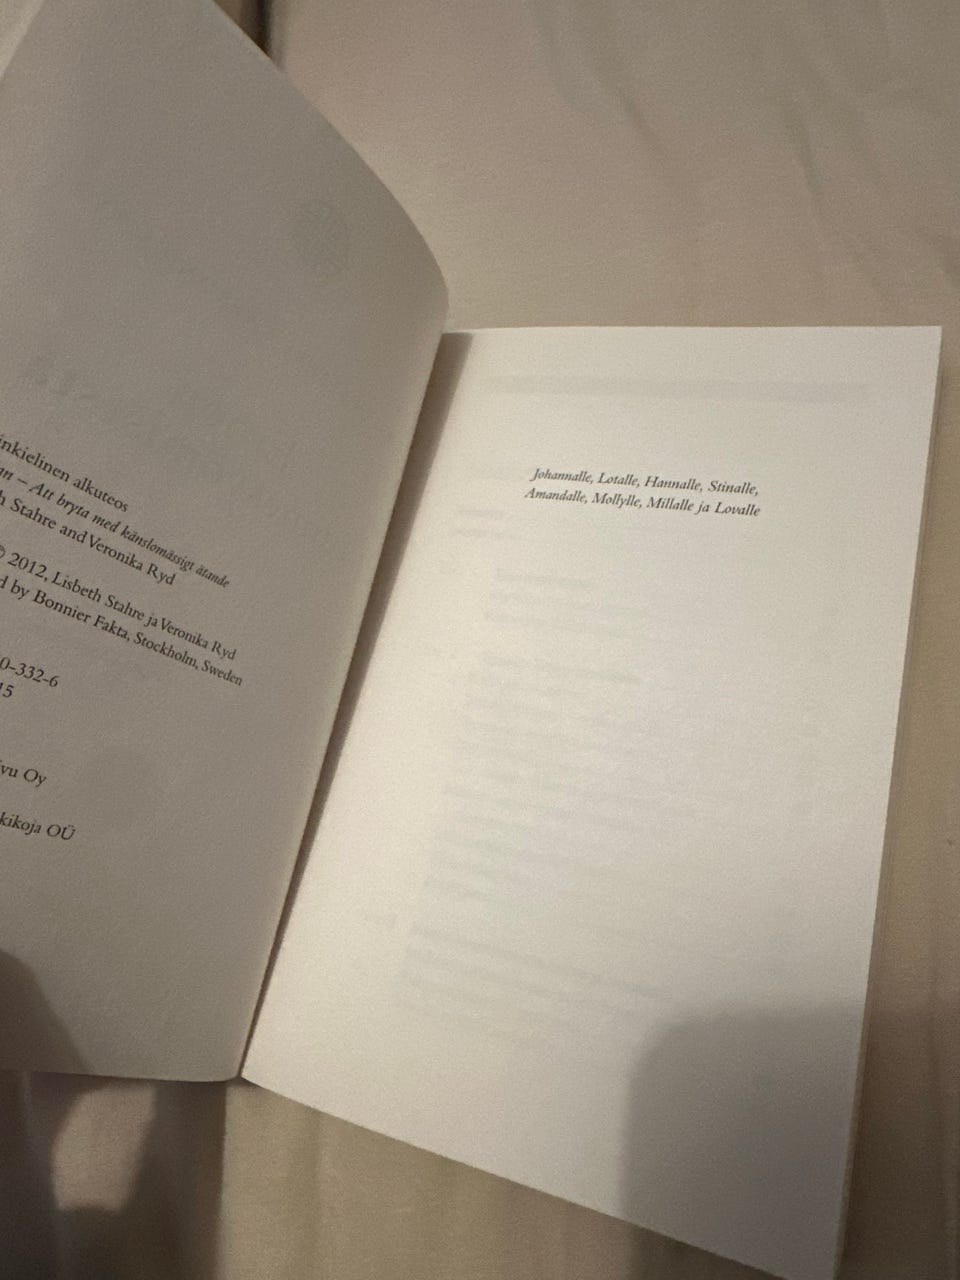 inkielinen alkuteos
an – Att bryta med känslomässigt ätande
h Stahre and Veronika Ryd
© 2012, Lisbeth Stahre ja Veronika Ryd
d by Bonnier Fakta, Stockholm, Sweden
0-332-6
15
vu Oy
kikoja OÜ
Johannalle, Lotalle, Hannalle, Stinalle,
Amandalle, Mollylle, Millalle ja Lovalle